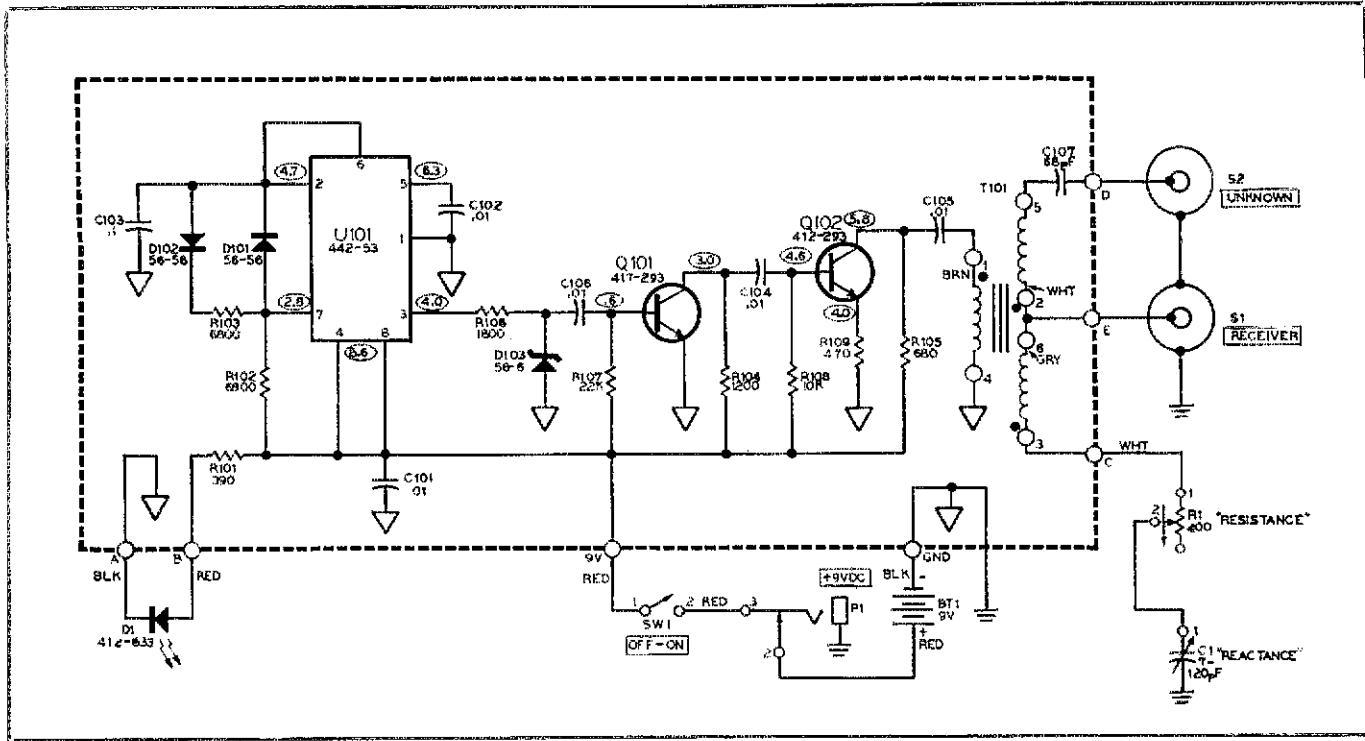 C103
.1
D102
56-56
D101
56-56
4.7
2
6
5
8.3
C102
.01
U101
442-53
1
2.8
7
4
8
3
4.0
R103
6800
R102
6800
R101
390
C101
.01
R106
1800
D103
C106
.01
.6
R107
22K
Q101
417-293
3.0
C104
.01
4.6
Q102
412-293
5.8
4.0
R109
470
R108
10K
1200
R105
680
C105
.01
BRN
1
4
T101
5
WHT
2
6
GRY
3
C107
68pF
D
E
C
WHT
S2
UNKNOWN
S1
RECEIVER
1
2
R1
"RESISTANCE"
1
C1
"REACTANCE"
120pF
A
B
BLK
RED
D1
412-633
9V
RED
1
SW1
2
RED
3
OFF-ON
+9VDC
P1
2
GND
BLK
-
BT1
9V
+
RED